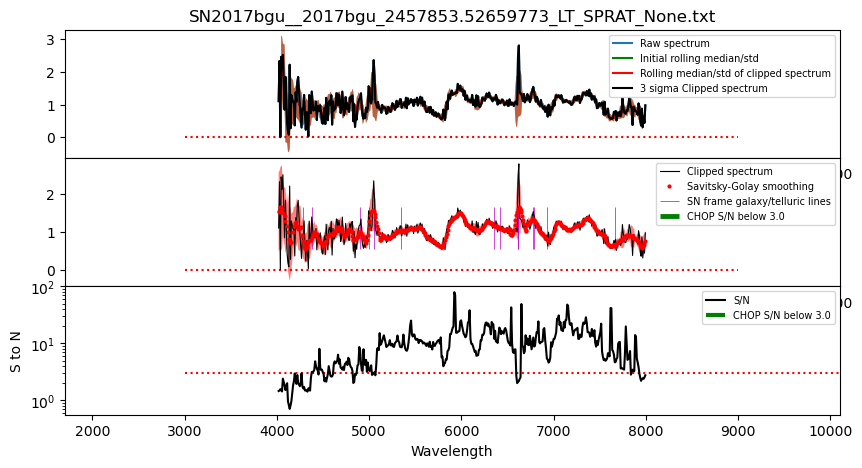 SN2017bgu__2017bgu_2457853.52659773_LT_SPRAT_None.txt
3
2
1
0
Raw spectrum
Initial rolling median/std
Rolling median/std of clipped spectrum
3 sigma Clipped spectrum
00
2
1
0
Clipped spectrum
Savitsky-Golay smoothing
SN frame galaxy/telluric lines
CHOP S/N below 3.0
00
S to N
10²
10¹
10⁰
S/N
CHOP S/N below 3.0
2000 3000 4000 5000 6000 7000 8000 9000 10000
Wavelength